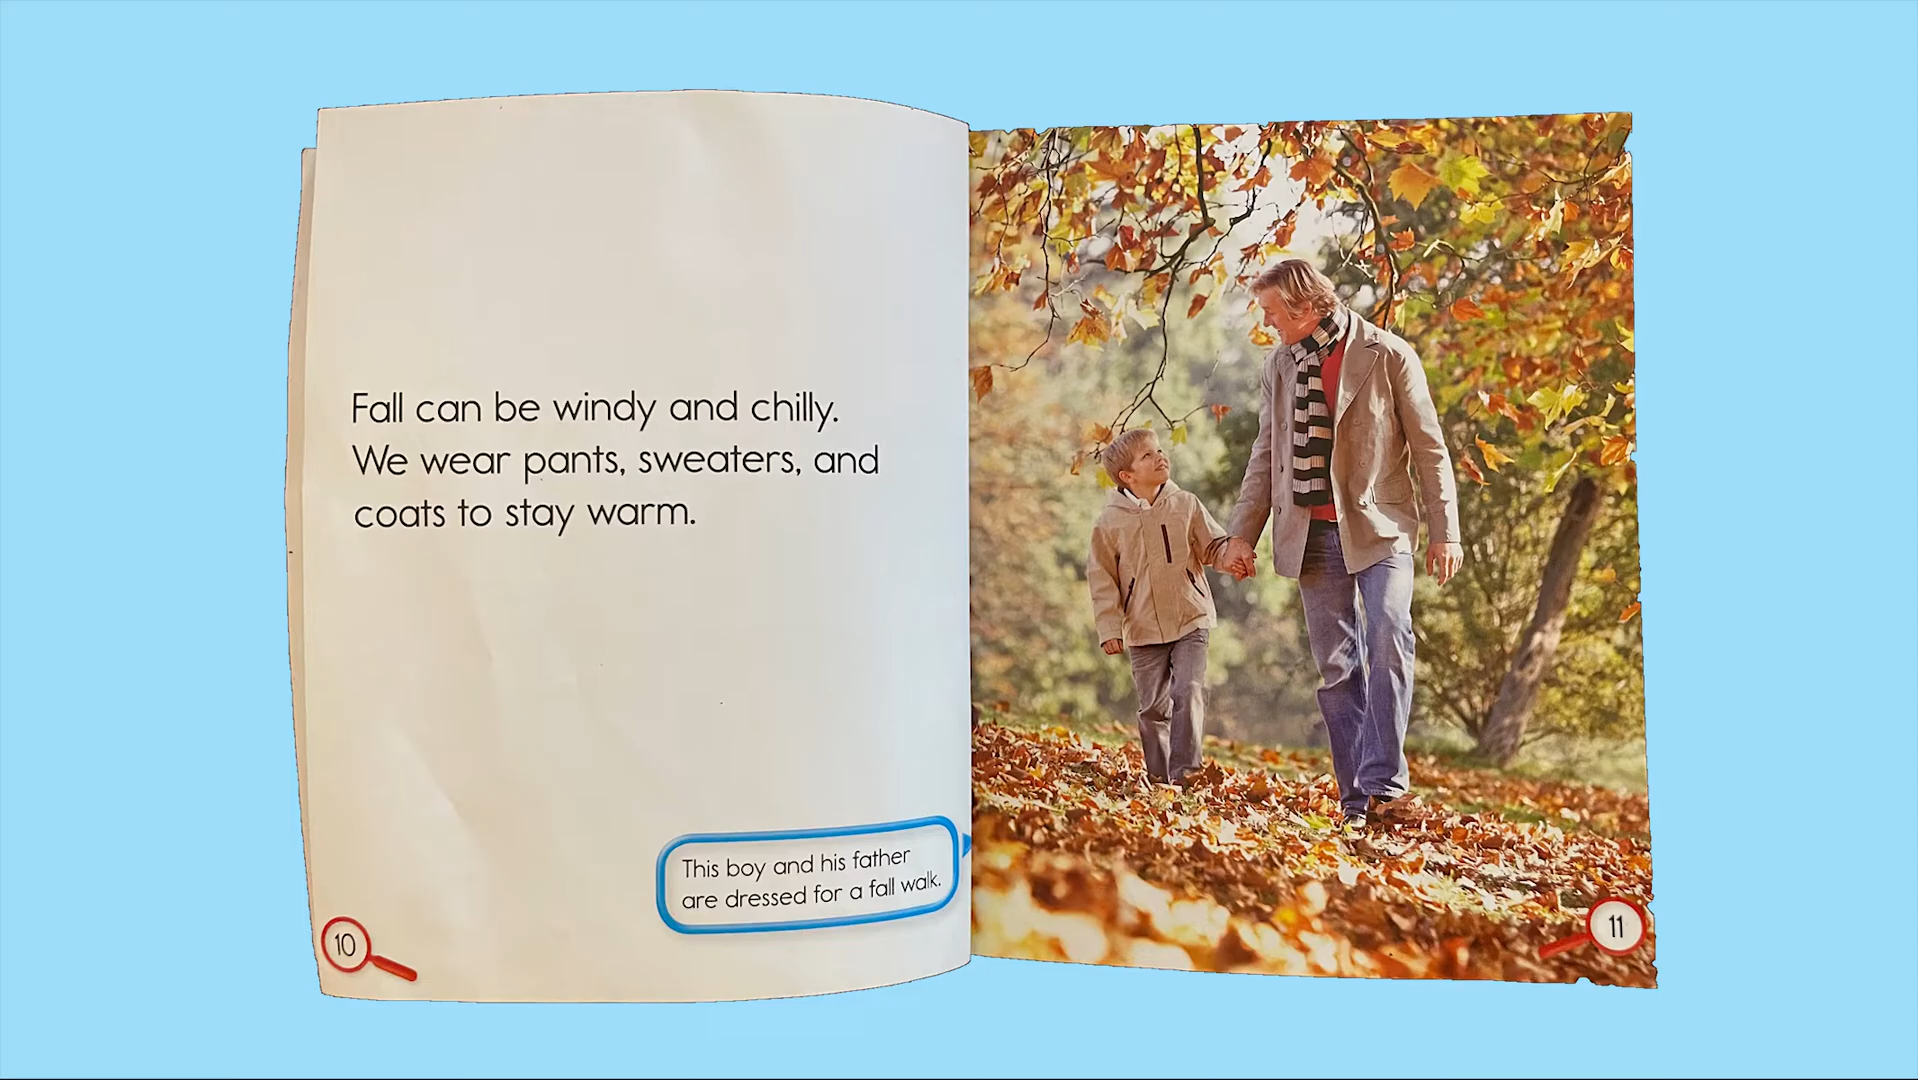 Fall can be windy and chilly.
We wear pants, sweaters, and
coats to stay warm.
This boy and his father
are dressed for a fall walk.
10
11